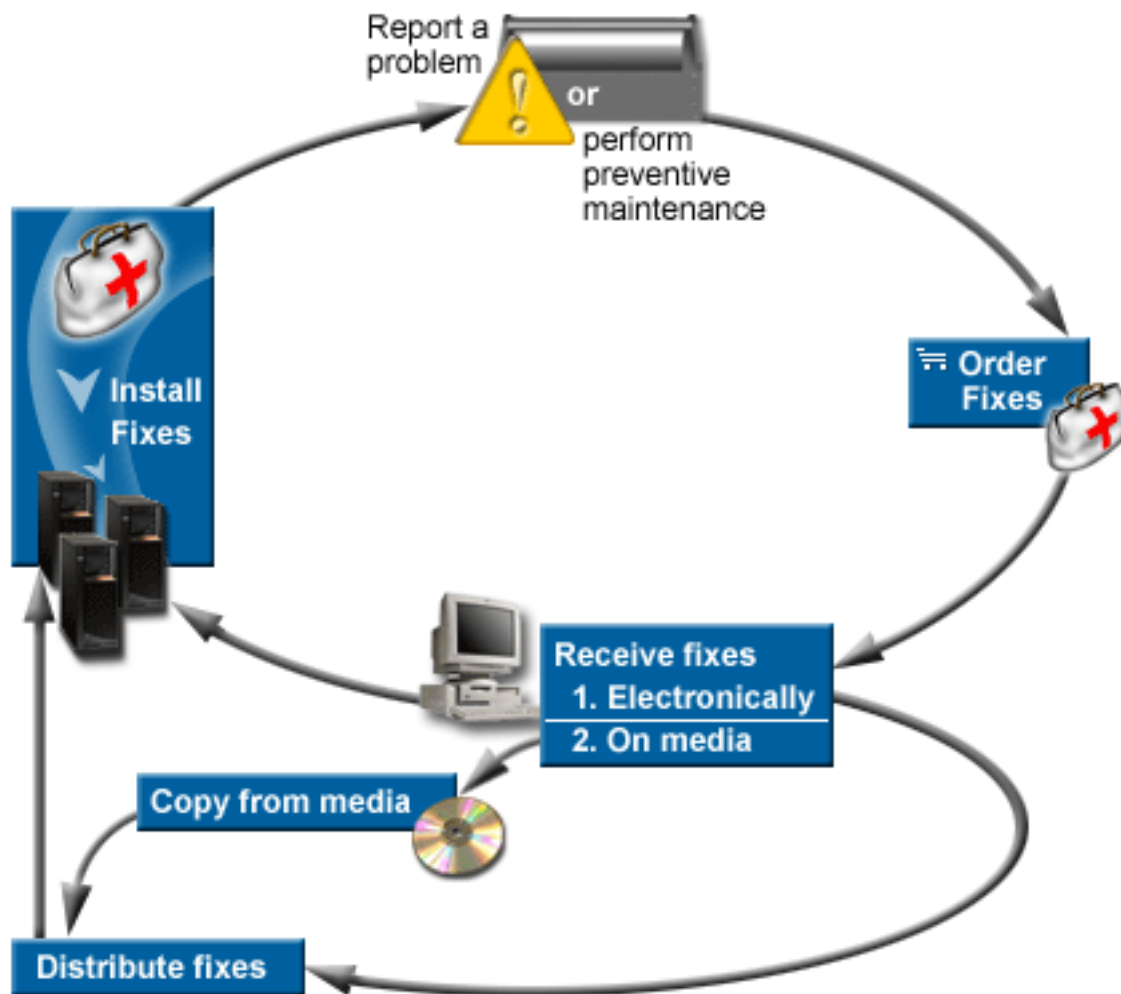 Report a
problem
or
perform
preventive
maintenance
Order
Fixes
Install
Fixes
Receive fixes
1. Electronically
2. On media
Copy from media
Distribute fixes